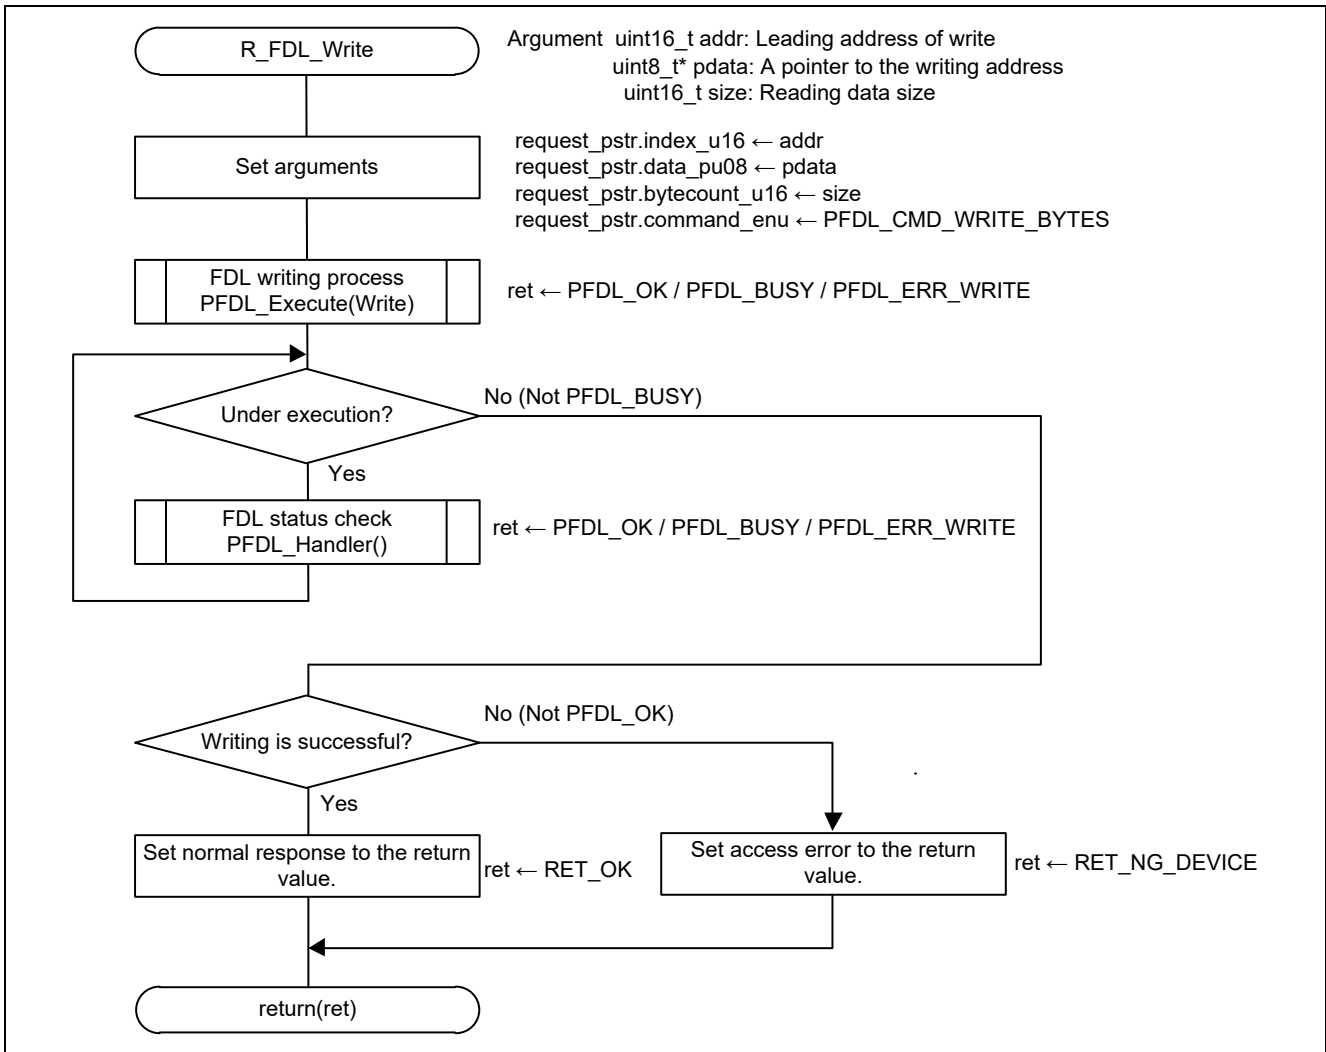 R_FDL_Write
Argument uint16_t addr: Leading address of write
uint8_t* pdata: A pointer to the writing address
uint16_t size: Reading data size
Set arguments
request_pstr.index_u16 ← addr
request_pstr.data_pu08 ← pdata
request_pstr.bytecount_u16 ← size
request_pstr.command_enu ← PFDL_CMD_WRITE_BYTES
FDL writing process
PFDL_Execute(Write)
ret ← PFDL_OK / PFDL_BUSY / PFDL_ERR_WRITE
Under execution?
No (Not PFDL_BUSY)
Yes
FDL status check
PFDL_Handler()
ret ← PFDL_OK / PFDL_BUSY / PFDL_ERR_WRITE
Writing is successful?
No (Not PFDL_OK)
Yes
Set normal response to the return
value.
ret ← RET_OK
Set access error to the return
value.
ret ← RET_NG_DEVICE
return(ret)